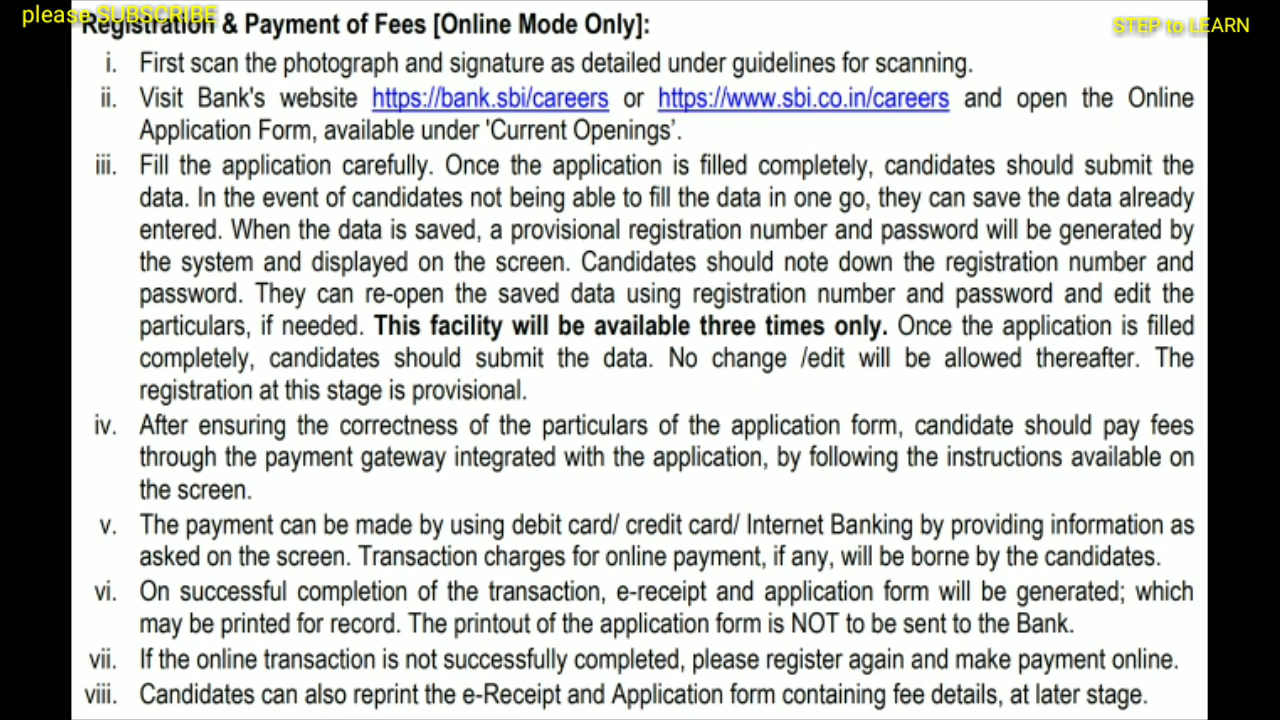 please SUBSCRIBE
STEP to LEARN
Registration & Payment of Fees [Online Mode Only]:
i. First scan the photograph and signature as detailed under guidelines for scanning.
ii. Visit Bank's website https://bank.sbi/careers or https://www.sbi.co.in/careers and open the Online
Application Form, available under 'Current Openings'.
iii. Fill the application carefully. Once the application is filled completely, candidates should submit the
data. In the event of candidates not being able to fill the data in one go, they can save the data already
entered. When the data is saved, a provisional registration number and password will be generated by
the system and displayed on the screen. Candidates should note down the registration number and
password. They can re-open the saved data using registration number and password and edit the
particulars, if needed. This facility will be available three times only. Once the application is filled
completely, candidates should submit the data. No change /edit will be allowed thereafter. The
registration at this stage is provisional.
iv. After ensuring the correctness of the particulars of the application form, candidate should pay fees
through the payment gateway integrated with the application, by following the instructions available on
the screen.
v. The payment can be made by using debit card/ credit card/ Internet Banking by providing information as
asked on the screen. Transaction charges for online payment, if any, will be borne by the candidates.
vi. On successful completion of the transaction, e-receipt and application form will be generated; which
may be printed for record. The printout of the application form is NOT to be sent to the Bank.
vii. If the online transaction is not successfully completed, please register again and make payment online.
viii. Candidates can also reprint the e-Receipt and Application form containing fee details, at later stage.